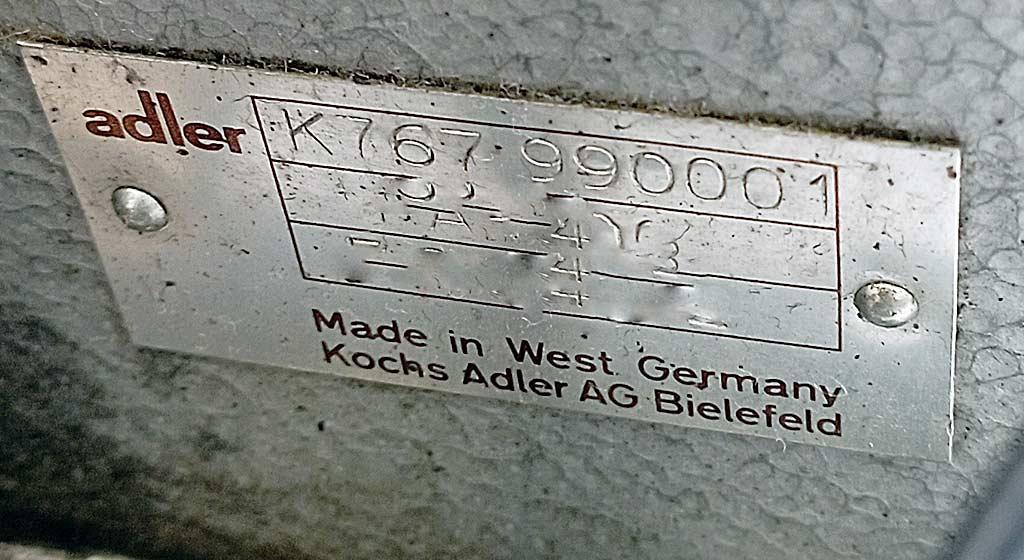 adler
K767 990001
Made in West Germany
Kochs Adler AG Bielefeld